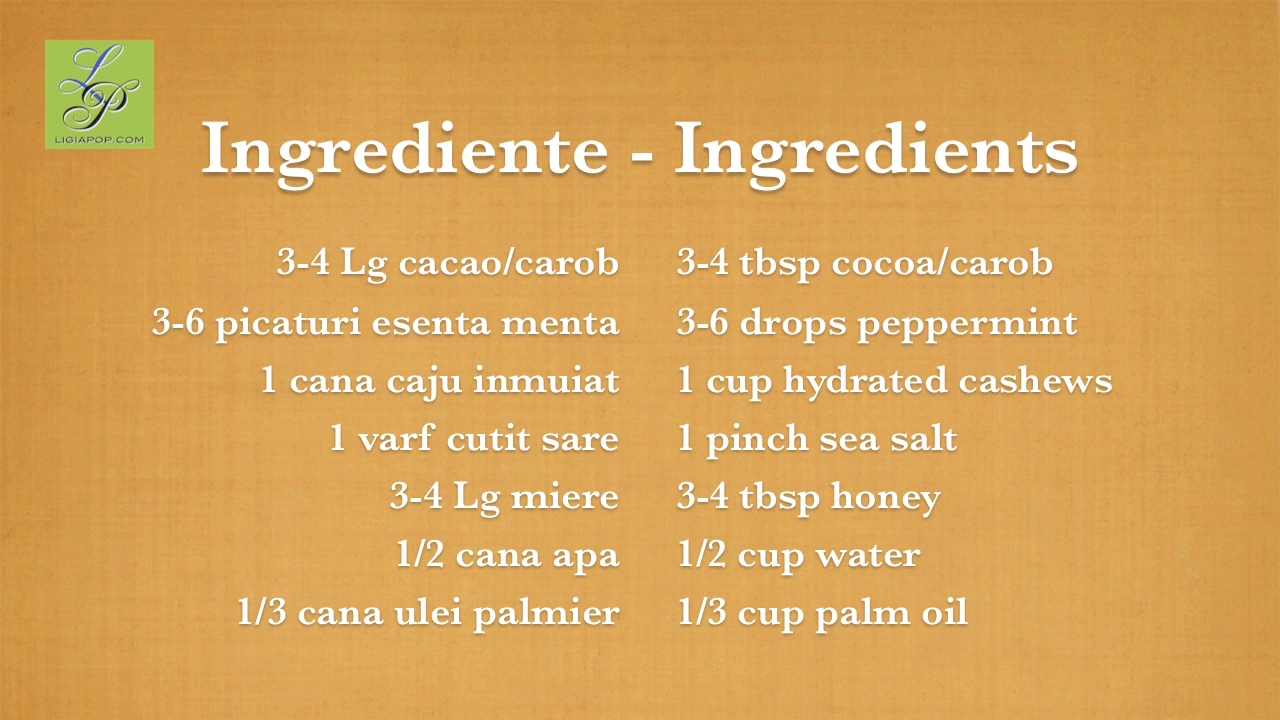 LP
LIGIAPOP.COM
Ingrediente - Ingredients
3-4 Lg cacao/carob
3-6 picaturi esenta menta
1 cana caju inmuiat
1 varf cutit sare
3-4 Lg miere
1/2 cana apa
1/3 cana ulei palmier
3-4 tbsp cocoa/carob
3-6 drops peppermint
1 cup hydrated cashews
1 pinch sea salt
3-4 tbsp honey
1/2 cup water
1/3 cup palm oil